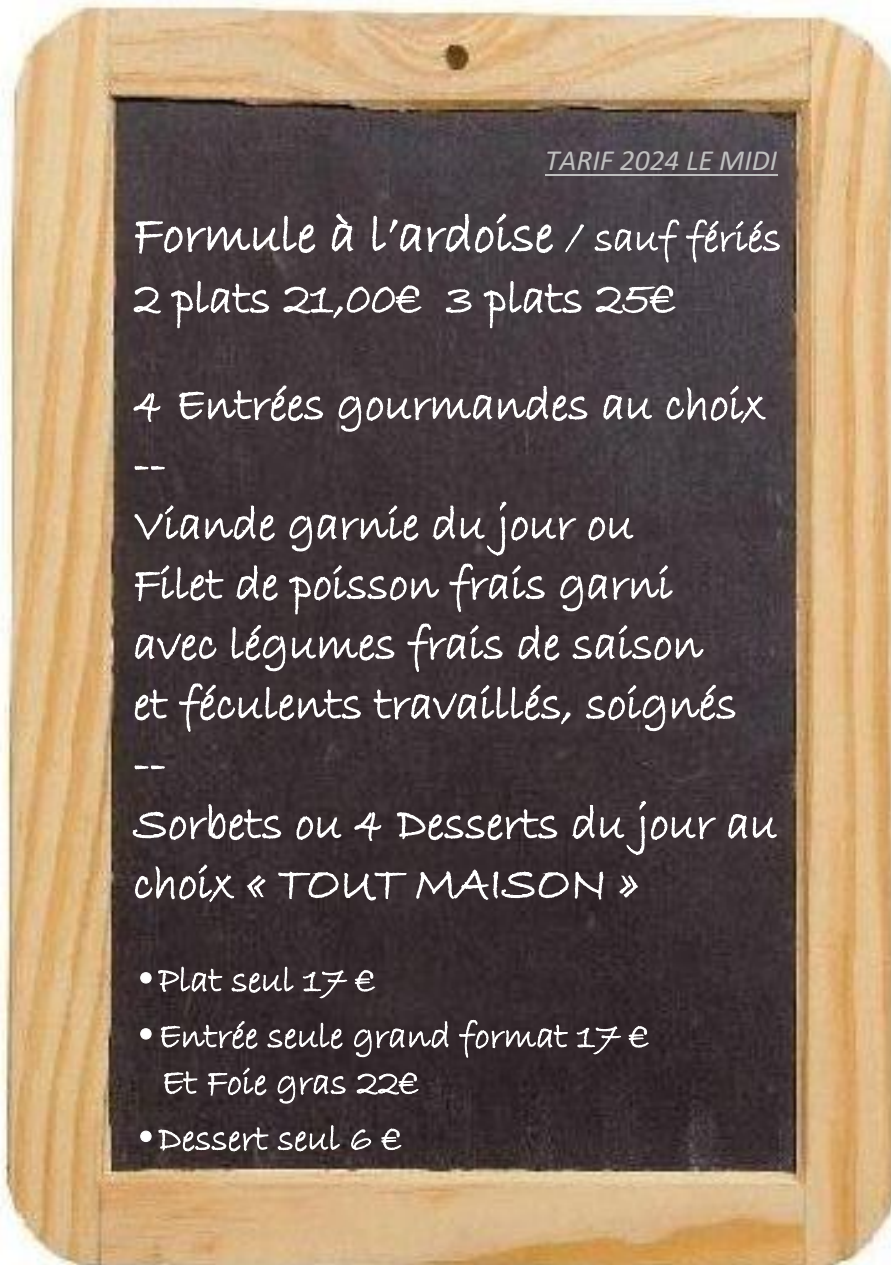 TARIF 2024 LE MIDI
Formule à l’ardoise / sauf fériés
2 plats 21,00€ 3 plats 25€
4 Entrées gourmandes au choix
--
Viande garnie du jour ou
Filet de poisson frais garni
avec légumes frais de saison
et féculents travaillés, soignés
--
Sorbets ou 4 Desserts du jour au
choix « TOUT MAISON »
•Plat seul 17 €
•Entrée seule grand format 17 €
Et Foie gras 22€
•Dessert seul 6 €